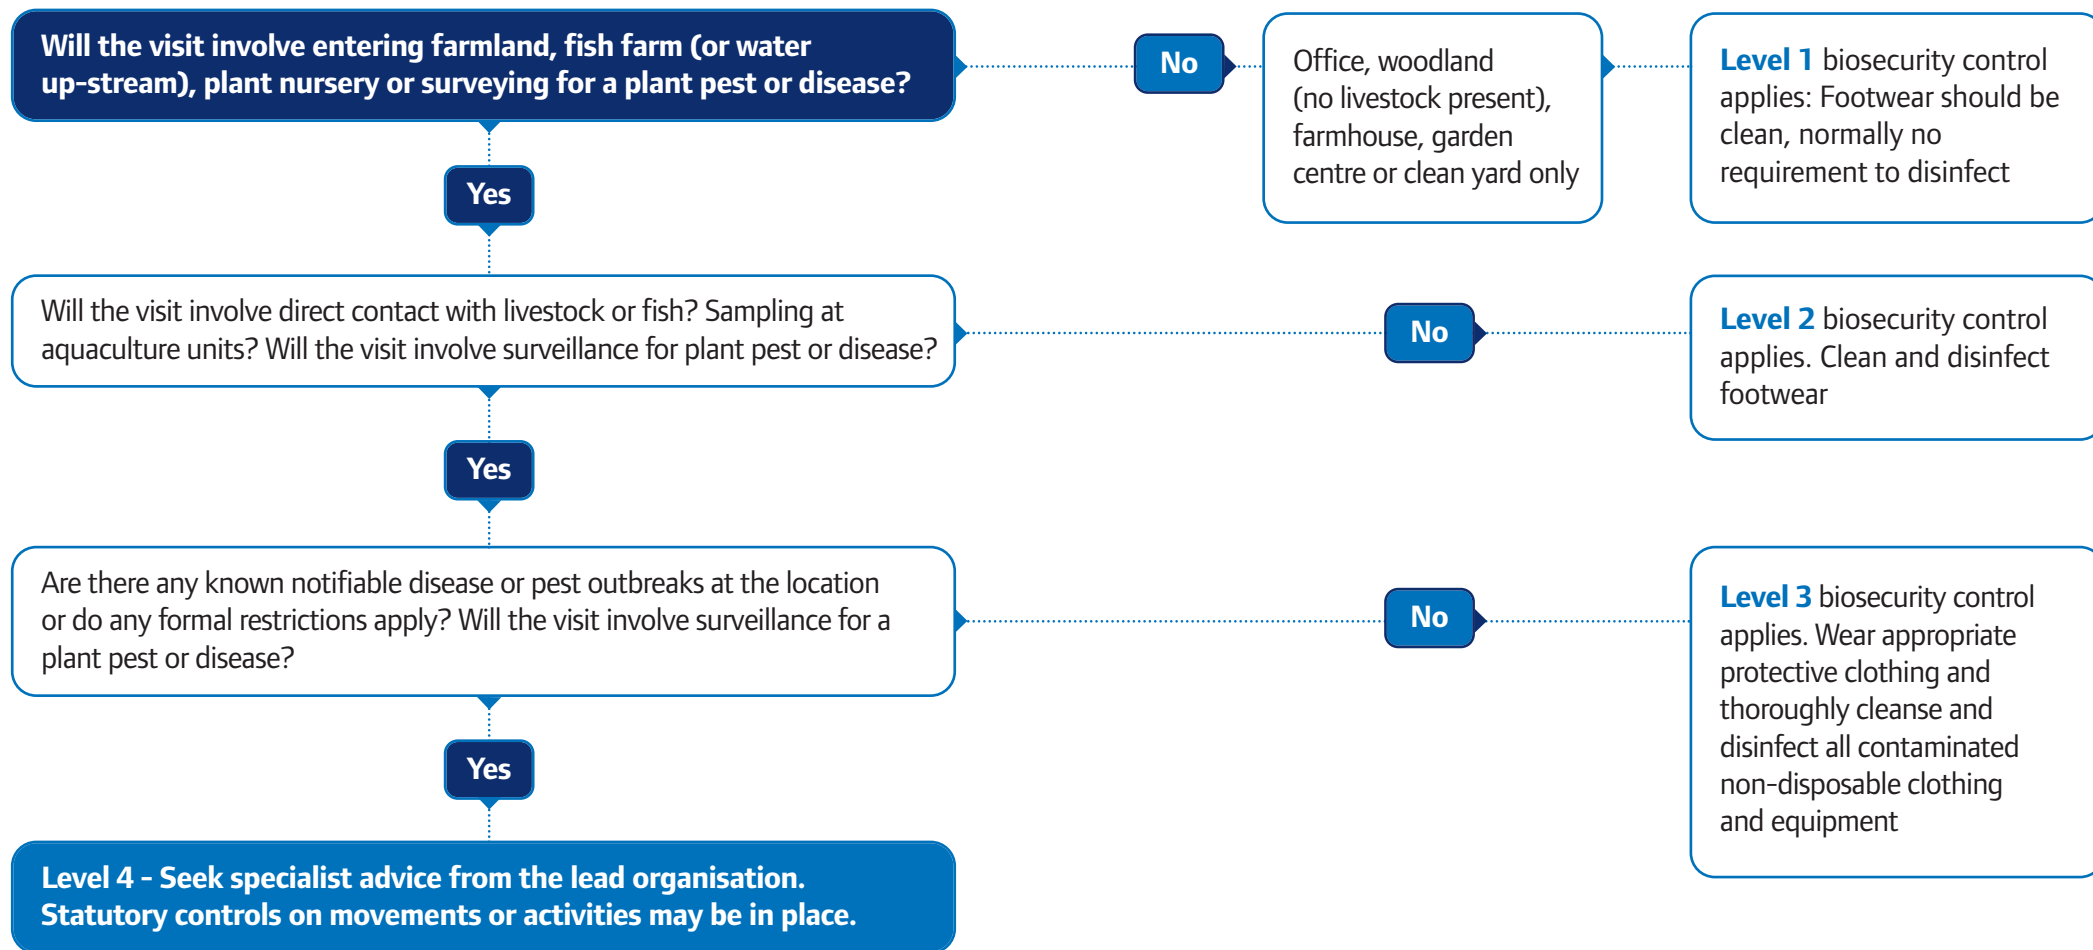 Will the visit involve entering farmland, fish farm (or water
up-stream), plant nursery or surveying for a plant pest or disease?
No
Office, woodland
(no livestock present),
farmhouse, garden
centre or clean yard only
Level 1 biosecurity control
applies: Footwear should be
clean, normally no
requirement to disinfect
Yes
Will the visit involve direct contact with livestock or fish? Sampling at
aquaculture units? Will the visit involve surveillance for plant pest or disease?
No
Level 2 biosecurity control
applies. Clean and disinfect
footwear
Yes
Are there any known notifiable disease or pest outbreaks at the location
or do any formal restrictions apply? Will the visit involve surveillance for a
plant pest or disease?
No
Level 3 biosecurity control
applies. Wear appropriate
protective clothing and
thoroughly cleanse and
disinfect all contaminated
non-disposable clothing
and equipment
Yes
Level 4 - Seek specialist advice from the lead organisation.
Statutory controls on movements or activities may be in place.